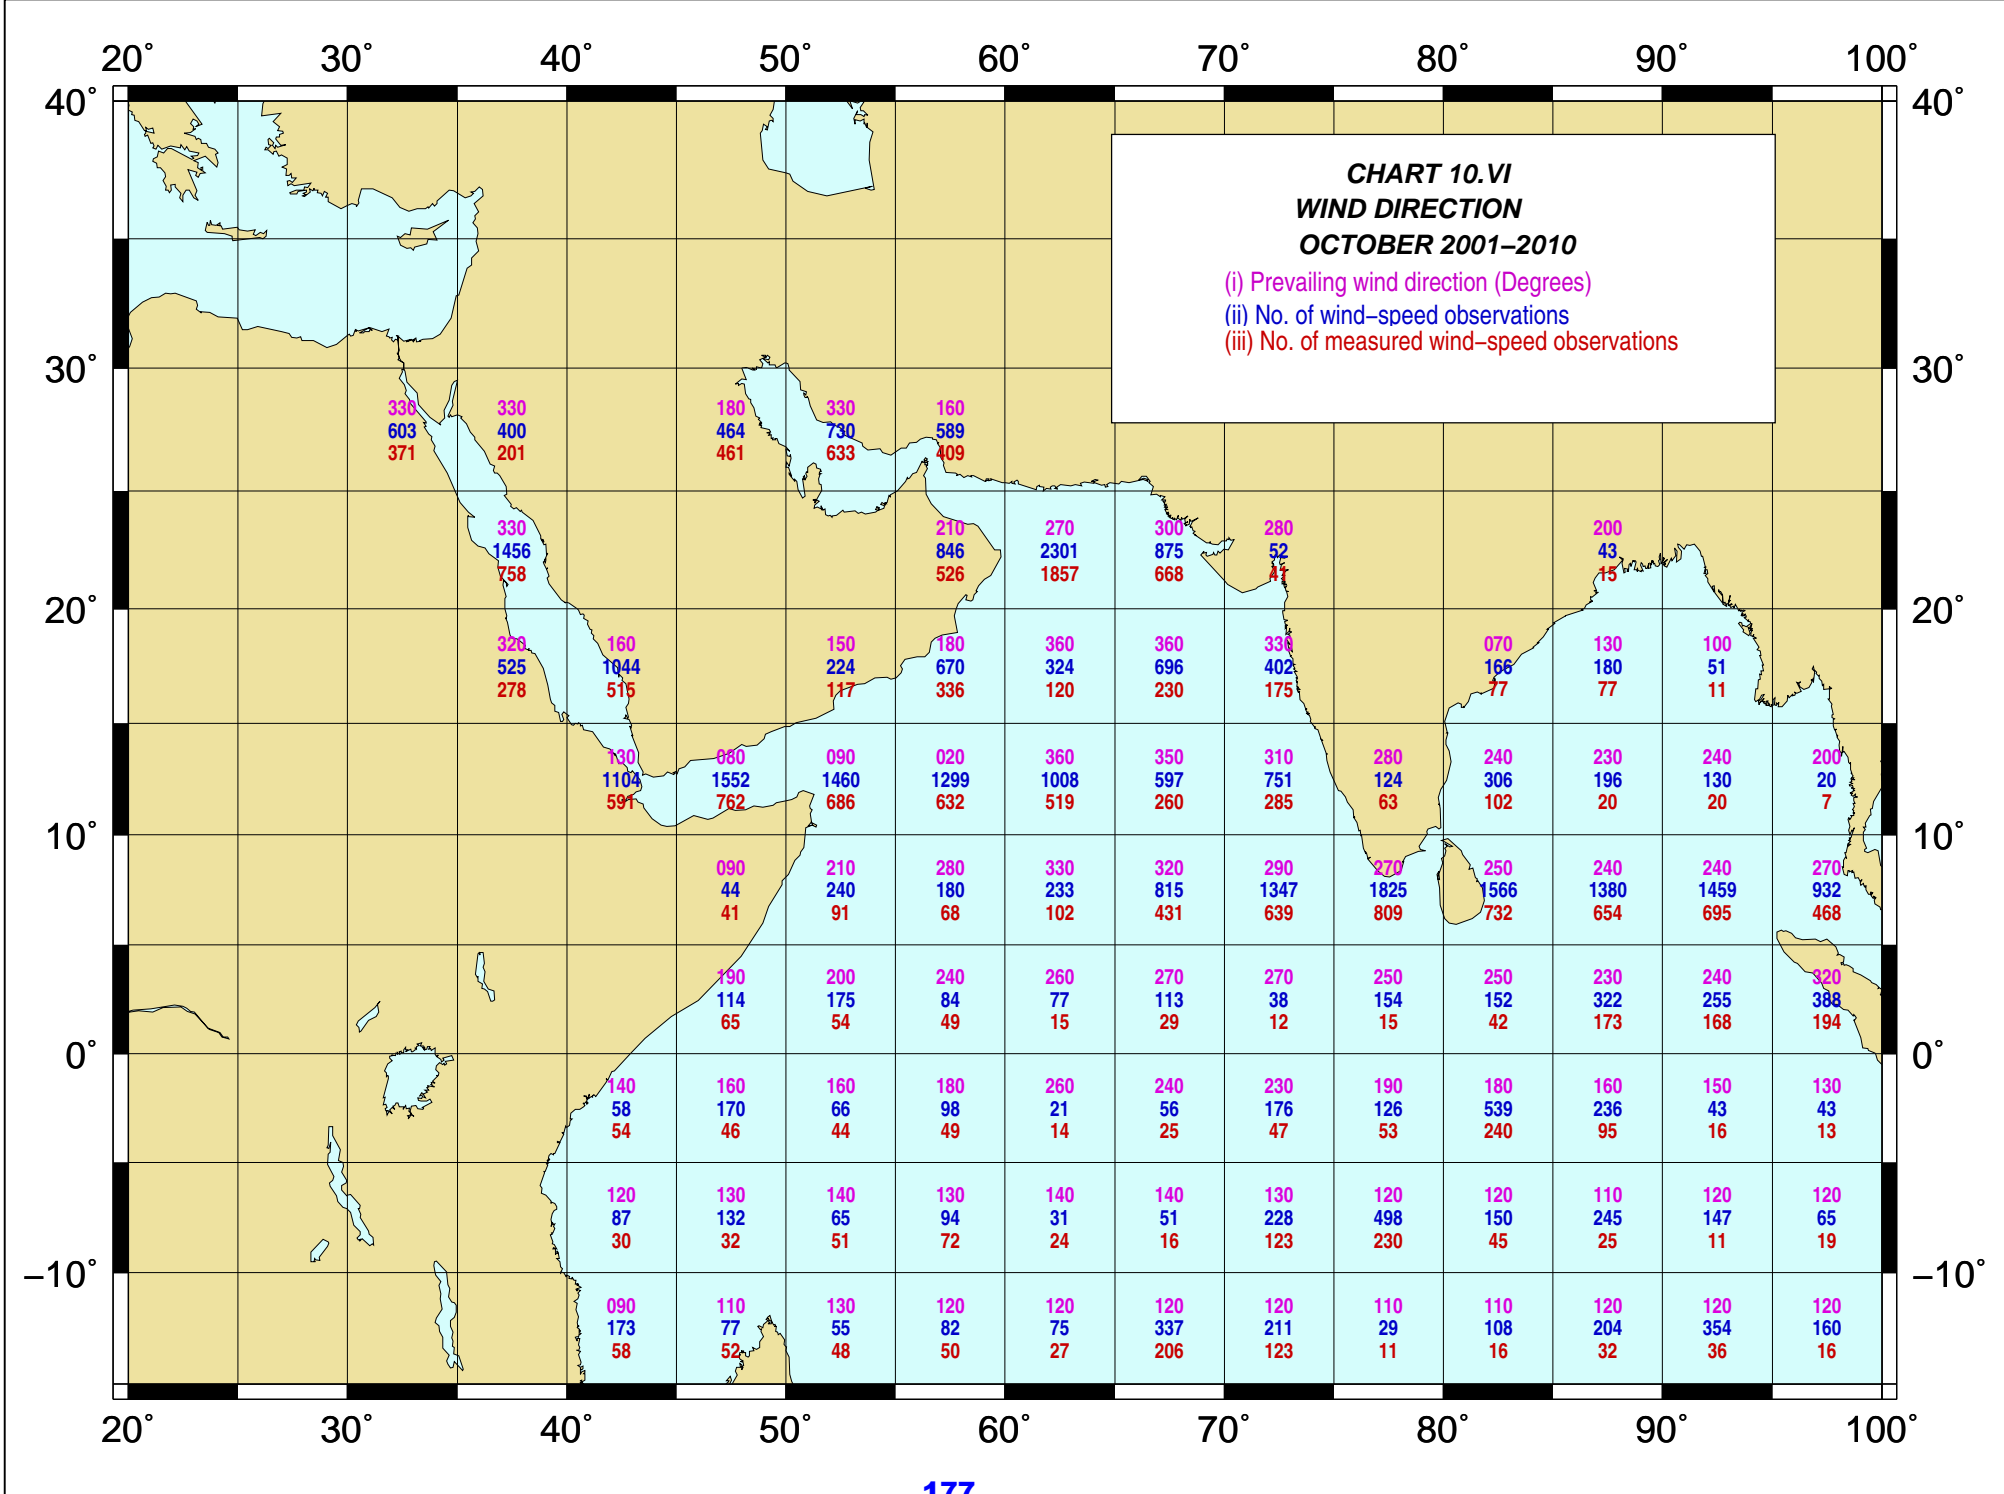 20° 30° 40° 50° 60° 70° 80° 90° 100°
40° 40°
CHART 10.VI
WIND DIRECTION
OCTOBER 2001–2010
(i) Prevailing wind direction (Degrees)
(ii) No. of wind–speed observations
(iii) No. of measured wind–speed observations
30° 30°
330 330 180 330 160
603 400 464 730 589
371 201 461 633 409
330 210 270 300 280 200
1456 846 2301 875 52 43
758 526 1857 668 41 15
20° 20°
320 160 150 180 360 360 330 070 130 100
525 1044 224 670 324 696 402 166 180 51
278 515 117 336 120 230 175 77 77 11
130 080 090 020 360 350 310 280 240 230 240 200
1104 1552 1460 1299 1008 597 751 124 306 196 130 20
591 762 686 632 519 260 285 63 102 20 20 7
10° 10°
090 210 280 330 320 290 270 250 240 240 270
44 240 180 233 815 1347 1825 1566 1380 1459 932
41 91 68 102 431 639 809 732 654 695 468
190 200 240 260 270 270 250 250 230 240 320
114 175 84 77 113 38 154 152 322 255 388
65 54 49 15 29 12 15 42 173 168 194
0° 0°
140 160 160 180 260 240 230 190 180 160 150 130
58 170 66 98 21 56 176 126 539 236 43 43
54 46 44 49 14 25 47 53 240 95 16 13
120 130 140 130 140 140 130 120 120 110 120 120
87 132 65 94 31 51 228 498 150 245 147 65
30 32 51 72 24 16 123 230 45 25 11 19
–10° –10°
090 110 130 120 120 120 120 110 110 120 120 120
173 77 55 82 75 337 211 29 108 204 354 160
58 52 48 50 27 206 123 11 16 32 36 16
20° 30° 40° 50° 60° 70° 80° 90° 100°
177